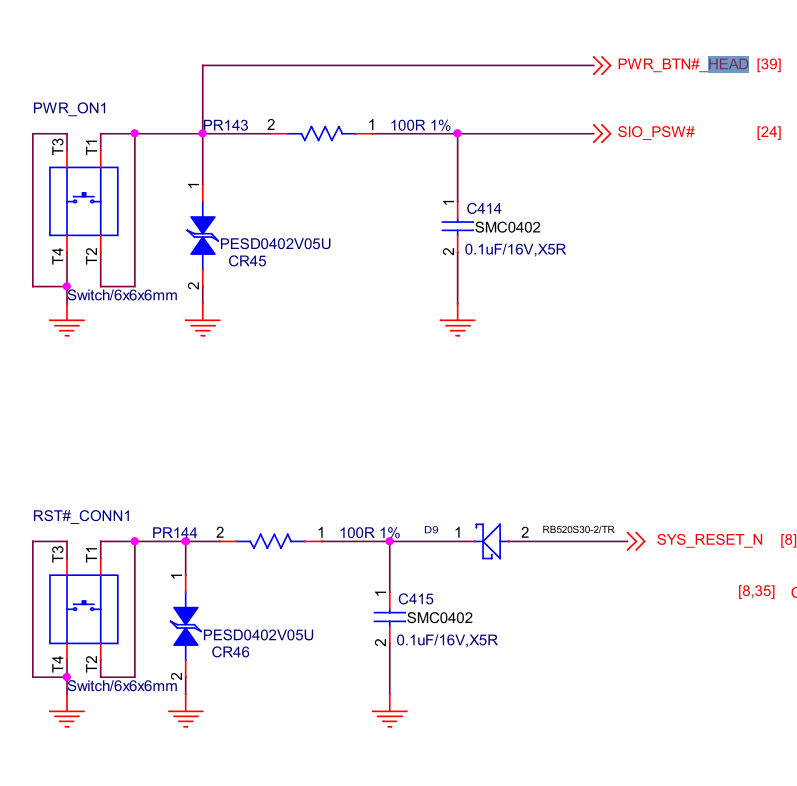 PWR_BTN#_HEAD [39]
PWR_ON1
PR143 2 1 100R 1% SIO_PSW# [24]
T3 T1
1
1 C414
SMC0402
PESD0402V05U 2 0.1uF/16V,X5R
CR45
T4 T2
2
Switch/6x6x6mm
RST#_CONN1
PR144 2 1 100R 1% D9 1 2 RB520S30-2/TR SYS_RESET_N [8]
T3 T1
1
1 C415 [8,35]
SMC0402
PESD0402V05U 2 0.1uF/16V,X5R
CR46
T4 T2
2
Switch/6x6x6mm